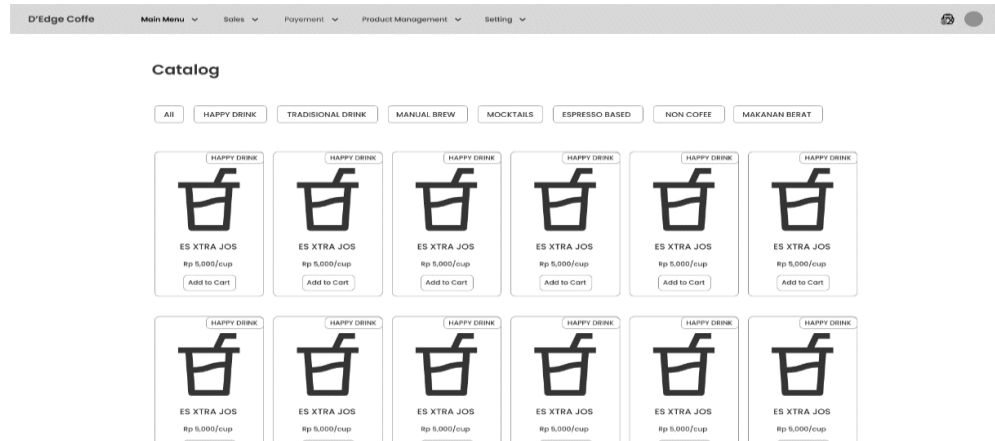 D'Edge Coffe Main Menu Sales Payement Product Management Setting
Catalog
All HAPPY DRINK TRADISIONAL DRINK MANUAL BREW MOCKTAILS ESPRESSO BASED NON COFEE MAKANAN BERAT
HAPPY DRINK HAPPY DRINK HAPPY DRINK HAPPY DRINK HAPPY DRINK HAPPY DRINK
ES XTRA JOS ES XTRA JOS ES XTRA JOS ES XTRA JOS ES XTRA JOS ES XTRA JOS
Rp 5,000/cup Rp 5,000/cup Rp 5,000/cup Rp 5,000/cup Rp 5,000/cup Rp 5,000/cup
Add to Cart Add to Cart Add to Cart Add to Cart Add to Cart Add to Cart
HAPPY DRINK HAPPY DRINK HAPPY DRINK HAPPY DRINK HAPPY DRINK HAPPY DRINK
ES XTRA JOS ES XTRA JOS ES XTRA JOS ES XTRA JOS ES XTRA JOS ES XTRA JOS
Rp 5,000/cup Rp 5,000/cup Rp 5,000/cup Rp 5,000/cup Rp 5,000/cup Rp 5,000/cup